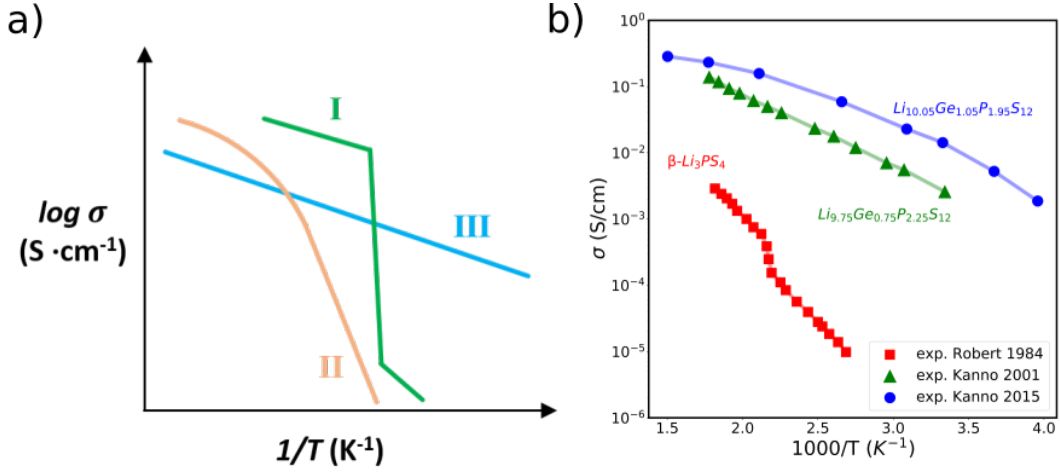 a)
log σ
(S ·cm⁻¹)
I
II
III
1/T (K⁻¹)
b)
σ (S/cm)
10⁰
10⁻¹
10⁻²
10⁻³
10⁻⁴
10⁻⁵
10⁻⁶
Li₁₀.₀₅Ge₁.₀₅P₁.₉₅S₁₂
β-Li₃PS₄
Li₉.₇₅Ge₀.₇₅P₂.₂₅S₁₂
exp. Robert 1984
exp. Kanno 2001
exp. Kanno 2015
1.5 2.0 2.5 3.0 3.5 4.0
1000/T (K⁻¹)